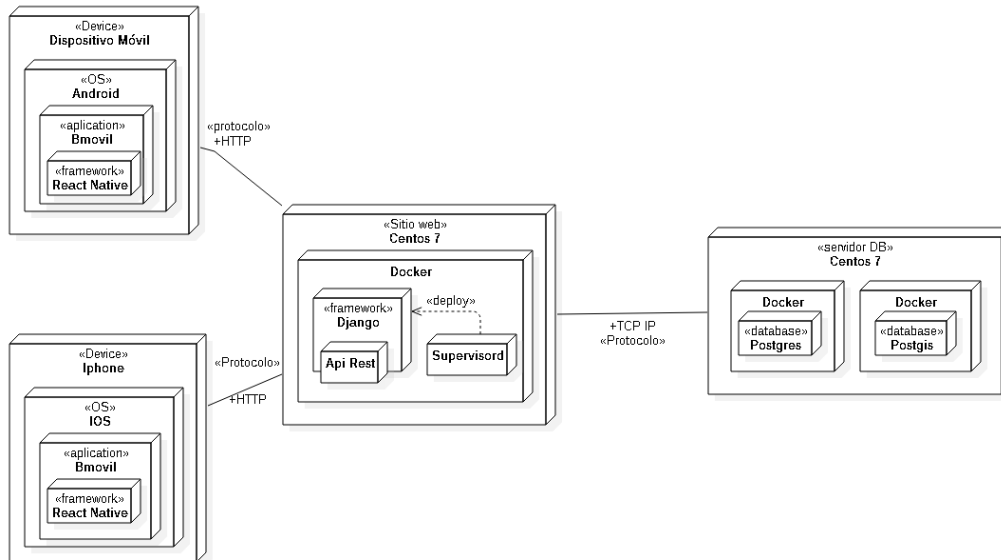 «Device»
Dispositivo Móvil
«OS»
Android
«aplication»
Bmovil
«framework»
React Native
«protocolo»
+HTTP
«Device»
Iphone
«OS»
IOS
«aplication»
Bmovil
«framework»
React Native
«Protocolo»
+HTTP
«Sitio web»
Centos 7
Docker
«framework»
Django
Api Rest
«deploy»
Supervisord
+TCP IP
«Protocolo»
«servidor DB»
Centos 7
Docker
«database»
Postgres
Docker
«database»
Postgis